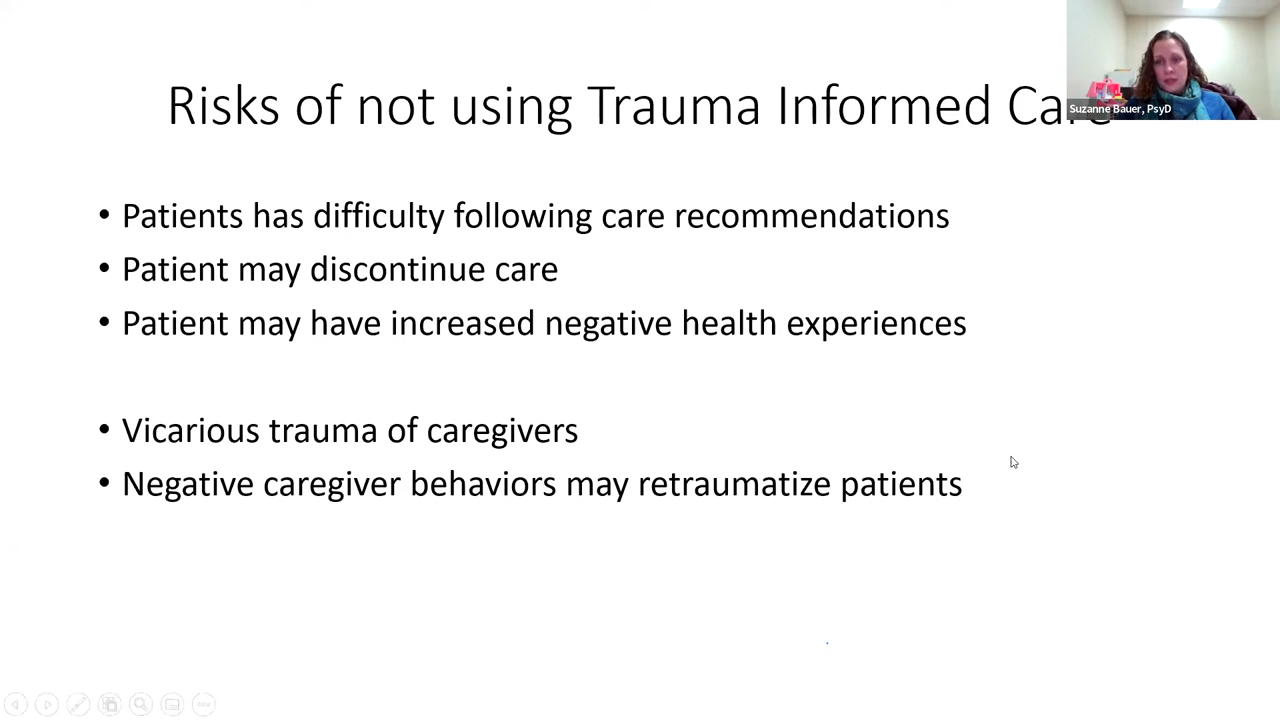 Risks of not using Trauma Informed Care
Suzanne Bauer, PsyD
• Patients has difficulty following care recommendations
• Patient may discontinue care
• Patient may have increased negative health experiences
• Vicarious trauma of caregivers
• Negative caregiver behaviors may retraumatize patients